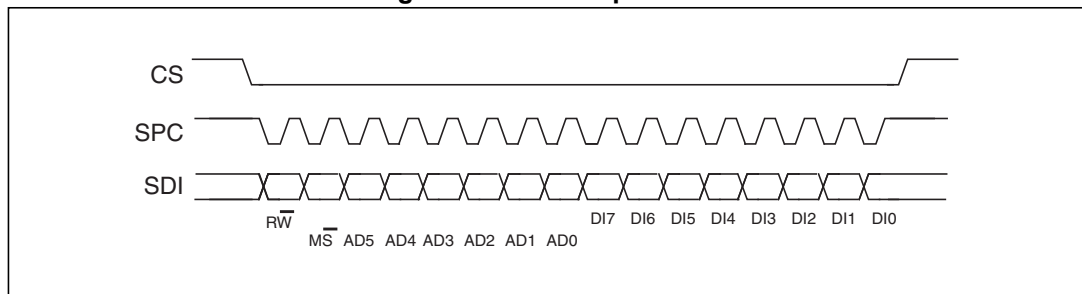 CS
SPC
SDI
RW̅ DI7 DI6 DI5 DI4 DI3 DI2 DI1 DI0
MS̅ AD5 AD4 AD3 AD2 AD1 AD0